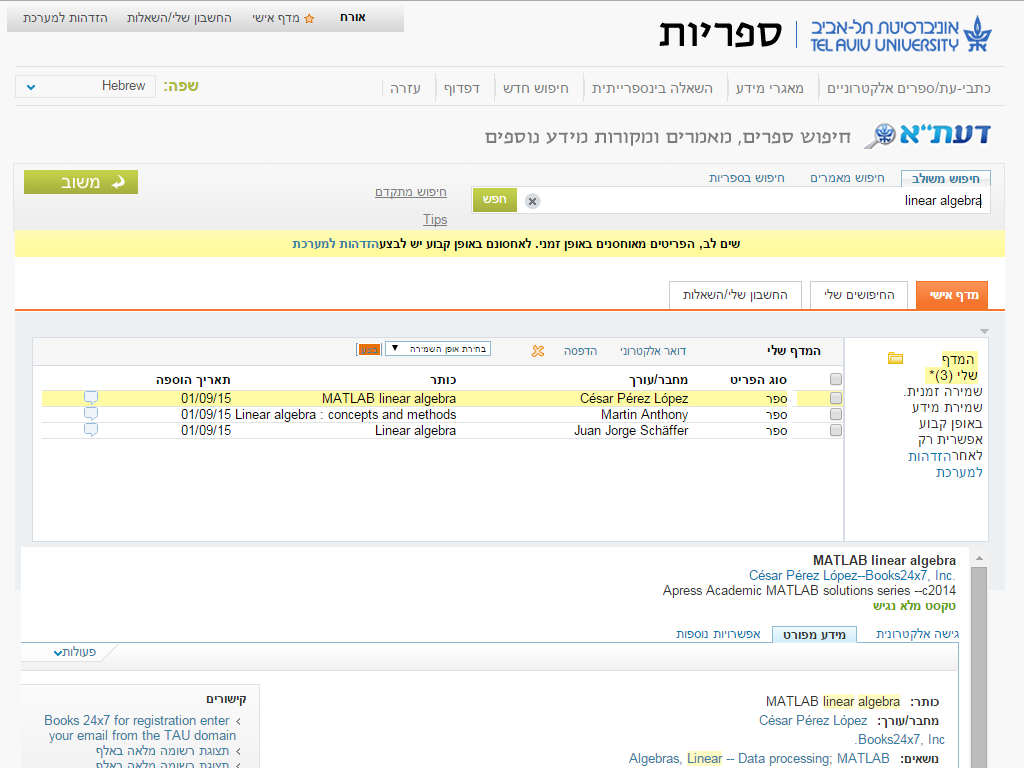 אורח
מדף אישי
החשבון שלי/השאלות
הזדהות למערכת
אוניברסיטת תל-אביב
TEL AVIV UNIVERSITY
ספריות
כתבי-עת/ספרים אלקטרוניים
מאגרי מידע
השאלה בינספרייתית
חיפוש חדש
דפדוף
עזרה
שפה:
Hebrew
דעת"א
חיפוש ספרים, מאמרים ומקורות מידע נוספים
חיפוש משולב
חיפוש מאמרים
חיפוש בספריות
linear algebra
חפש
חיפוש מתקדם
Tips
משוב
שים לב, הפריטים מאוחסנים באופן זמני. לאחסונם באופן קבוע יש לבצעהזדהות למערכת
מדף אישי
החיפושים שלי
החשבון שלי/השאלות
המדף
שלי (3)*
שמירה זמנית.
שמירת מידע
באופן קבוע
אפשרית רק
לאחרהזדהות
למערכת
המדף שלי
דואר אלקטרוני
הדפסה
בחירת אופן השמירה
בצע
סוג הפריט
מחבר/עורך
כותר
תאריך הוספה
ספר César Pérez López MATLAB linear algebra 01/09/15
ספר Martin Anthony Linear algebra : concepts and methods 01/09/15
ספר Juan Jorge Schäffer Linear algebra 01/09/15
MATLAB linear algebra
César Pérez López--Books24x7, Inc.
Apress Academic MATLAB solutions series --c2014
טקסט מלא נגיש
גישה אלקטרונית
מידע מפורט
אפשרויות נוספות
פעולות
כותר: MATLAB linear algebra
מחבר/עורך: César Pérez López
Books24x7, Inc.
נושאים: Algebras, Linear -- Data processing; MATLAB
קישורים
Books 24x7 for registration enter
your email from the TAU domain
תצוגת רשומה מלאה באלף
תצוגת רשומה מלאה באלף